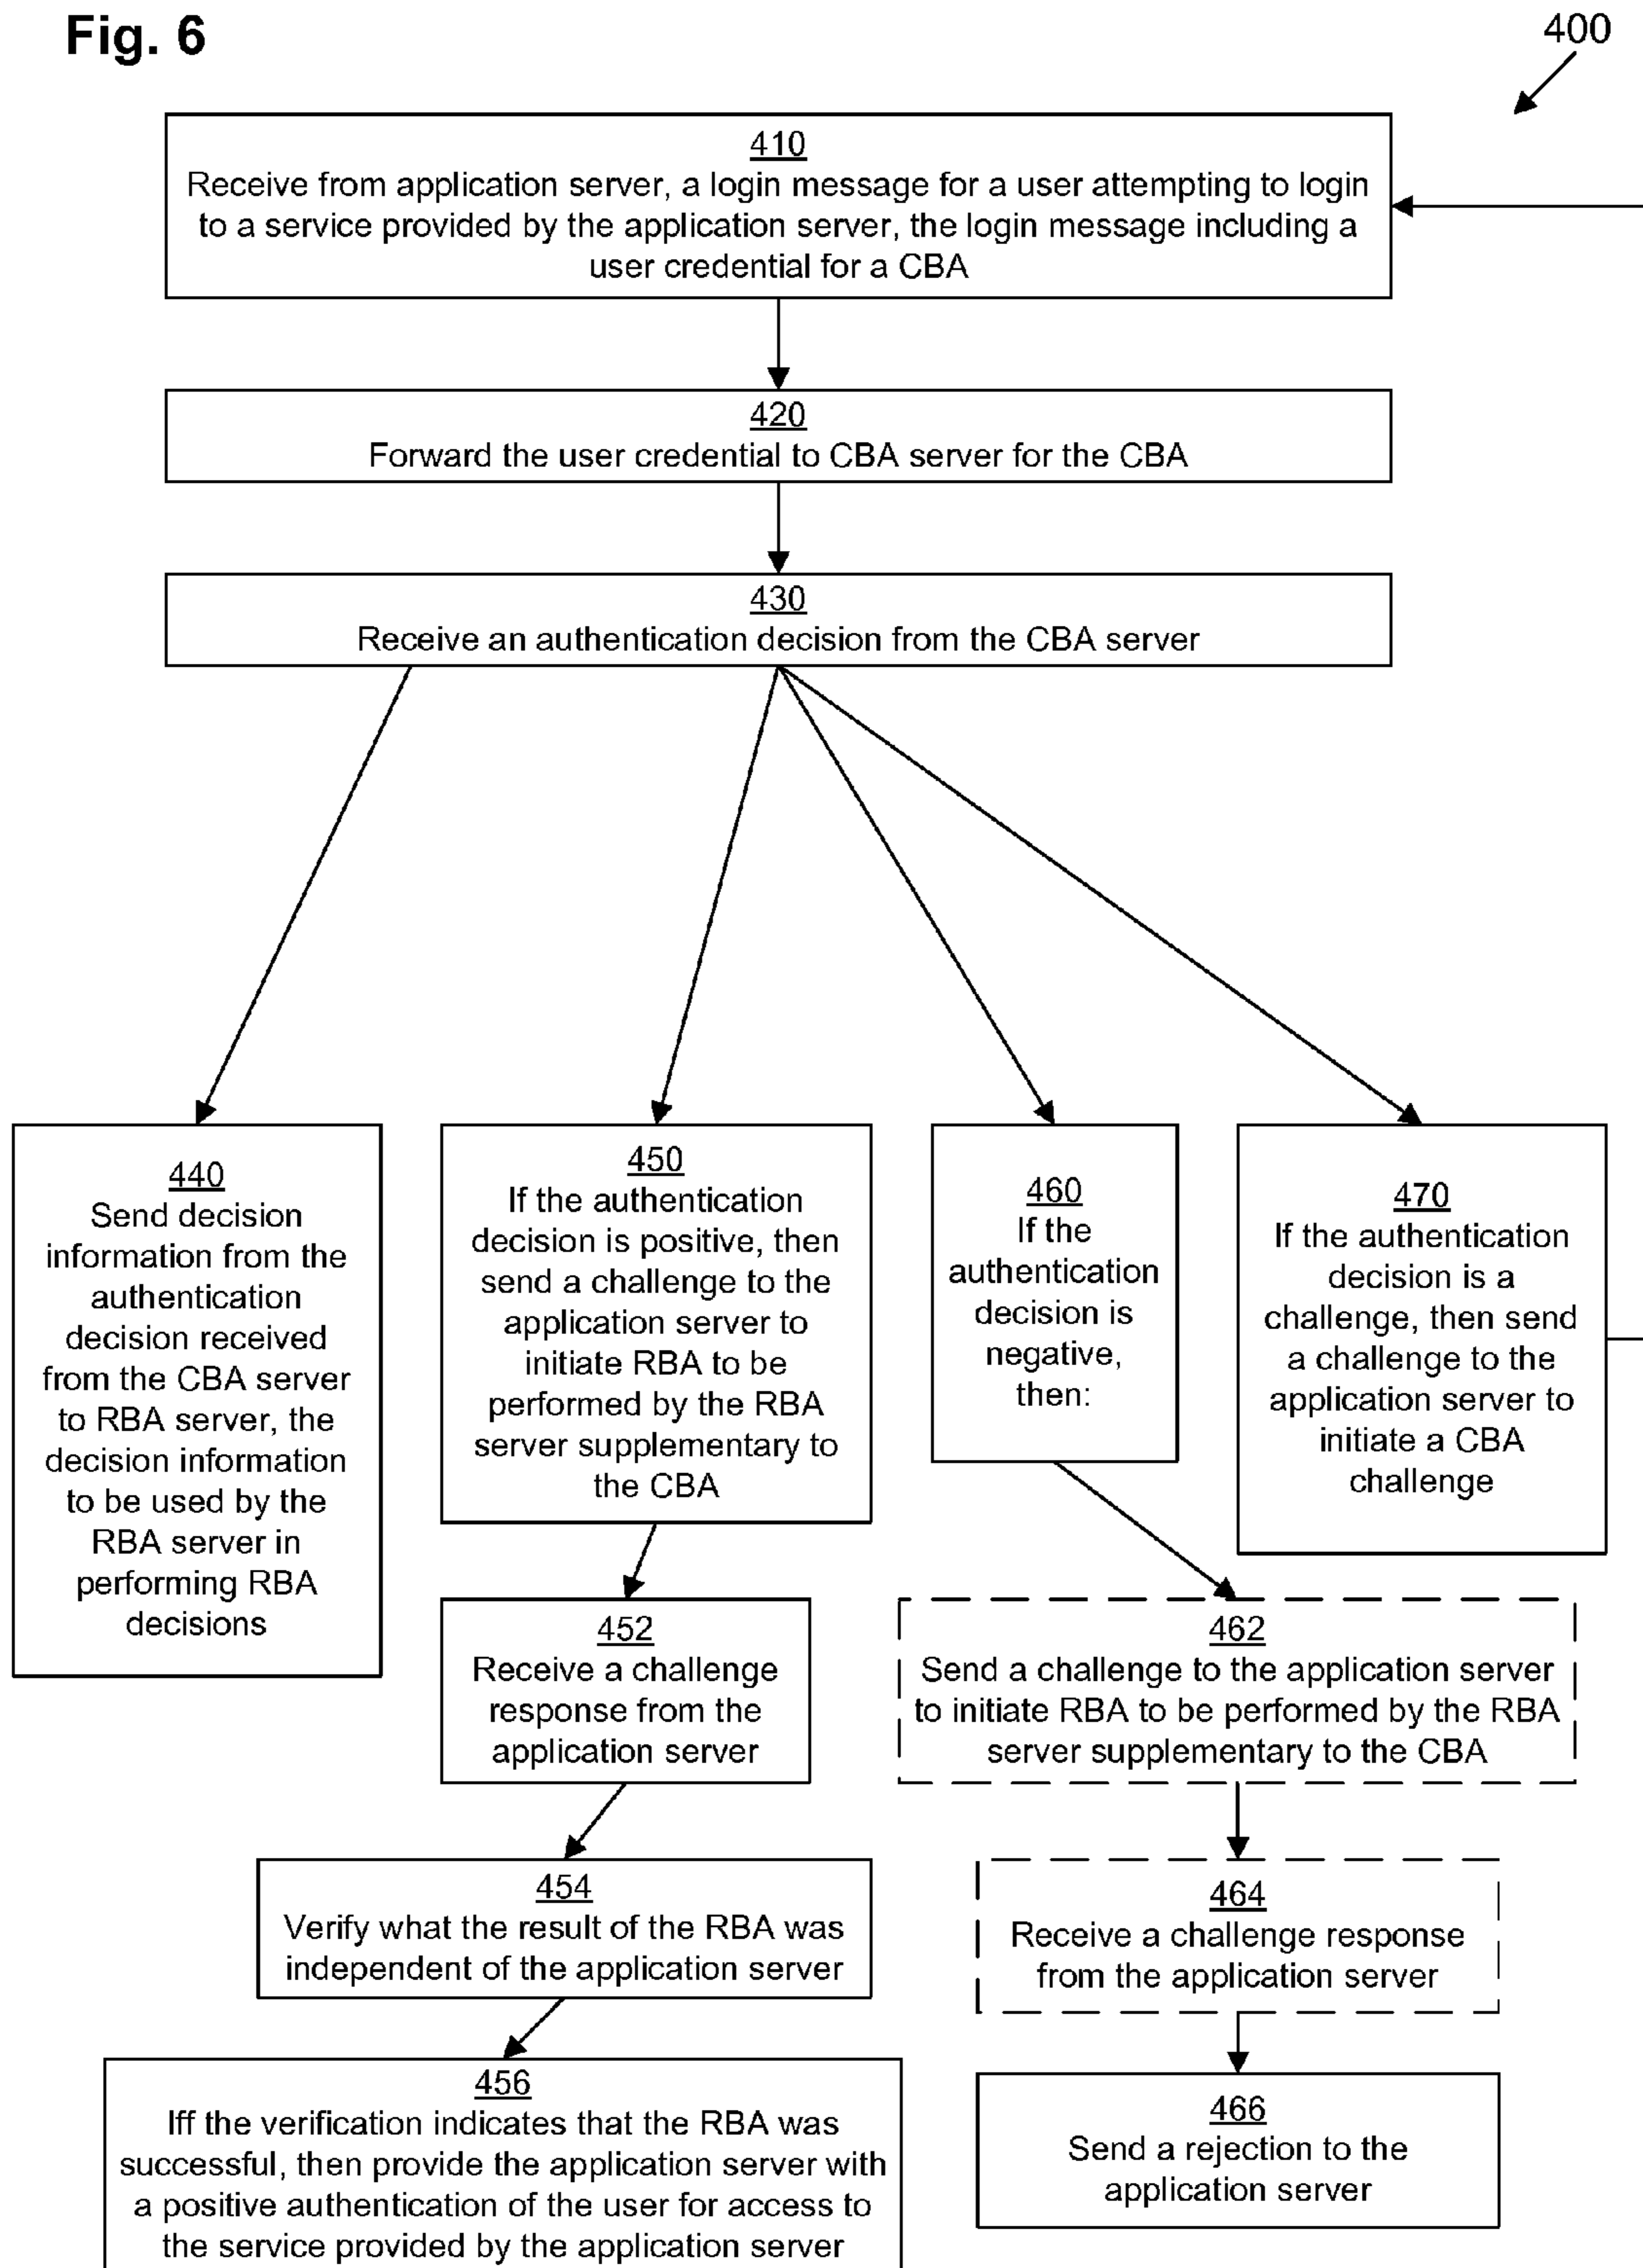 Fig. 6
400
410
Receive from application server, a login message for a user attempting to login
to a service provided by the application server, the login message including a
user credential for a CBA
420
Forward the user credential to CBA server for the CBA
430
Receive an authentication decision from the CBA server
440
Send decision
information from the
authentication
decision received
from the CBA server
to RBA server, the
decision information
to be used by the
RBA server in
performing RBA
decisions
450
If the authentication
decision is positive, then
send a challenge to the
application server to
initiate RBA to be
performed by the RBA
server supplementary to
the CBA
460
If the
authentication
decision is
negative,
then:
470
If the authentication
decision is a
challenge, then send
a challenge to the
application server to
initiate a CBA
challenge
452
Receive a challenge
response from the
application server
462
Send a challenge to the application server
to initiate RBA to be performed by the RBA
server supplementary to the CBA
454
Verify what the result of the RBA was
independent of the application server
464
Receive a challenge response
from the application server
456
Iff the verification indicates that the RBA was
successful, then provide the application server with
a positive authentication of the user for access to
the service provided by the application server
466
Send a rejection to the
application server